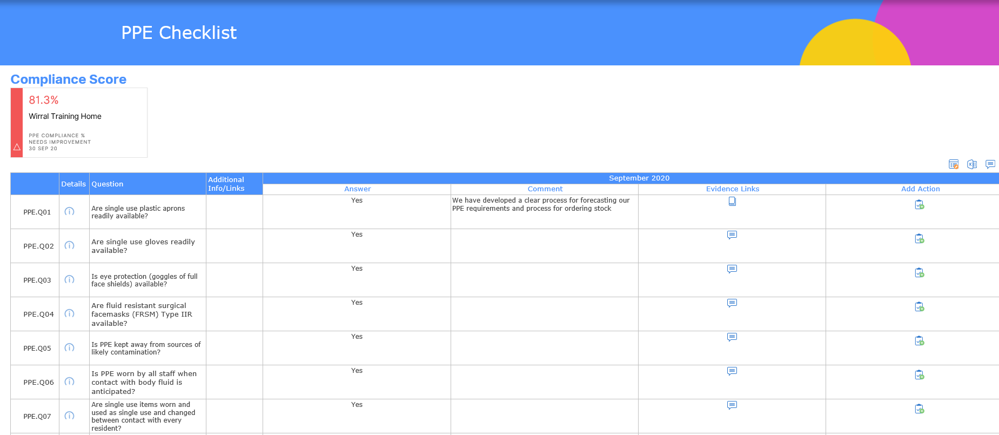 PPE Checklist
Compliance Score
81.3%
Wirral Training Home
PPE COMPLIANCE %
NEEDS IMPROVEMENT
30 SEP 20
Details
Question
Additional
Info/Links
September 2020
Answer
Comment
Evidence Links
Add Action
PPE.Q01
Are single use plastic aprons
readily available?
Yes
We have developed a clear process for forecasting our
PPE requirements and process for ordering stock
PPE.Q02
Are single use gloves readily
available?
Yes
PPE.Q03
Is eye protection (goggles of full
face shields) available?
Yes
PPE.Q04
Are fluid resistant surgical
facemasks (FRSM) Type IIR
available?
Yes
PPE.Q05
Is PPE kept away from sources of
likely contamination?
Yes
PPE.Q06
Is PPE worn by all staff when
contact with body fluid is
anticipated?
Yes
PPE.Q07
Are single use items worn and
used as single use and changed
between contact with every
resident?
Yes